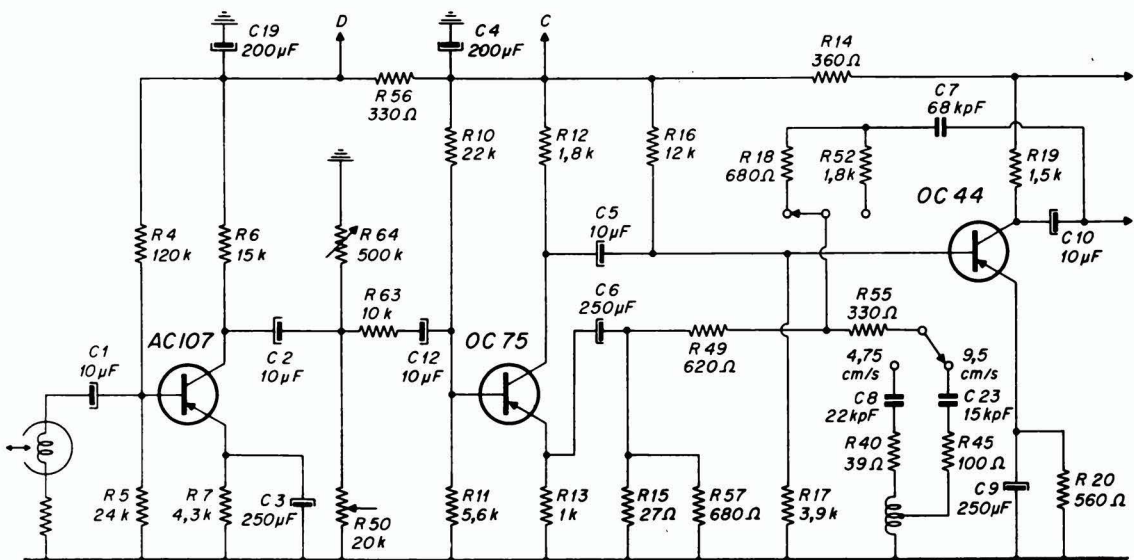 C19
200µF
D
C4
200µF
C
R14
360Ω
R56
330Ω
C7
68kpF
R10
22k
R12
1,8k
R16
12k
R18
680Ω
R52
1,8k
R19
1,5k
OC44
R4
120k
R6
15k
R64
500k
C5
10µF
C10
10µF
R63
10k
C6
250µF
R55
330Ω
AC107
C2
10µF
C12
10µF
OC75
R49
620Ω
4,75
cm/s
9,5
cm/s
C1
10µF
C8
22kpF
C23
15kpF
R40
39Ω
R45
100Ω
R5
24k
R7
4,3k
C3
250µF
R50
20k
R11
5,6k
R13
1k
R15
27Ω
R57
680Ω
R17
3,9k
C9
250µF
R20
560Ω